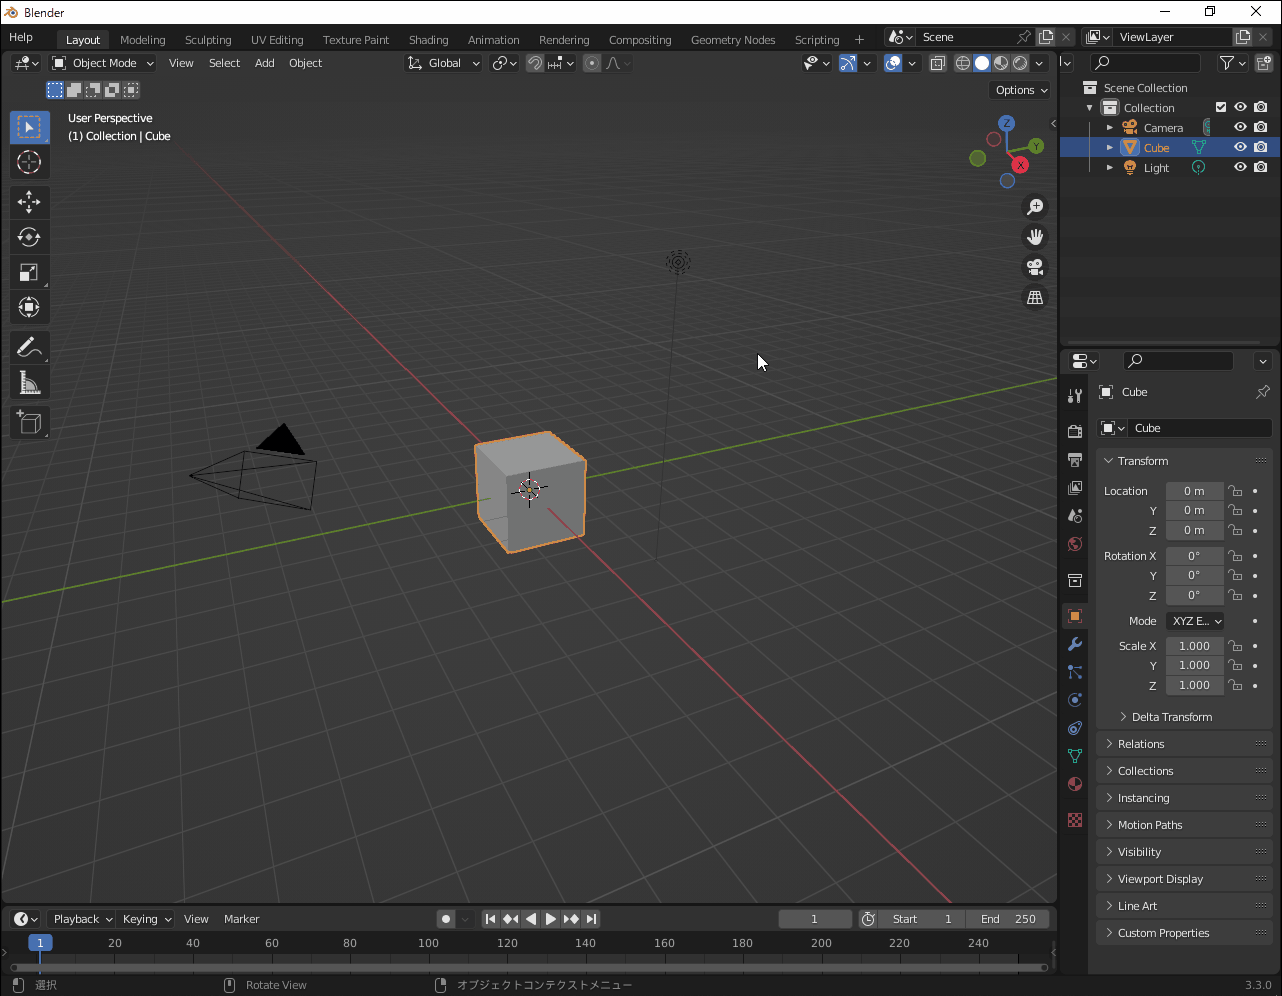 Blender
Help Layout Modeling Sculpting UV Editing Texture Paint Shading Animation Rendering Compositing Geometry Nodes Scripting + Scene ViewLayer
Object Mode View Select Add Object Global
Options
User Perspective
(1) Collection | Cube
Z
Y
X
Scene Collection
Collection
Camera
Cube
Light
Cube
Cube
Transform
Location 0 m
Y 0 m
Z 0 m
Rotation X 0°
Y 0°
Z 0°
Mode XYZ E...
Scale X 1.000
Y 1.000
Z 1.000
Delta Transform
Relations
Collections
Instancing
Motion Paths
Visibility
Viewport Display
Line Art
Custom Properties
Playback Keying View Marker 1 Start 1 End 250
1 20 40 60 80 100 120 140 160 180 200 220 240
選択 Rotate View オブジェクトコンテクストメニュー 3.3.0